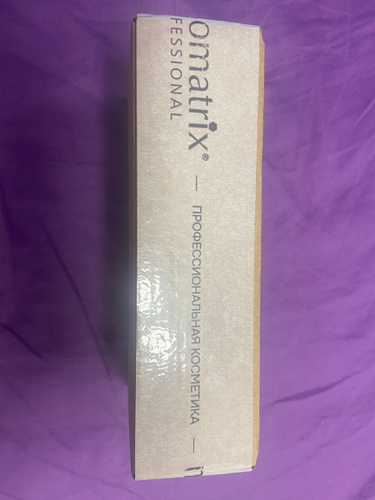 omatrix®
FESSIONAL
— ПРОФЕССИОНАЛЬНАЯ КОСМЕТИКА —